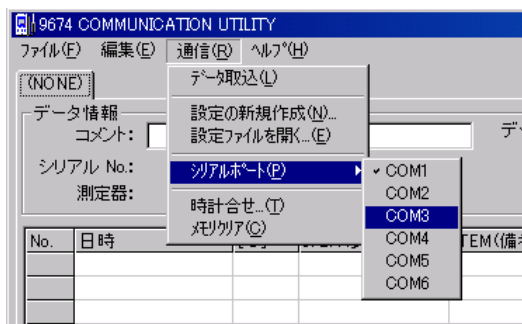 9674 COMMUNICATION UTILITY
ファイル(F) 編集(E) 通信(R) ヘルプ(H)
(NONE)
データ取込(L)
データ情報
設定の新規作成(N)...
コメント:
設定ファイルを開く...(E)
デ
シリアル No.:
シリアルポート(P)
COM1
測定器:
COM2
時計合せ...(T)
COM3
メモリクリア(C)
No. 日時
COM4
TEM(備
COM5
COM6